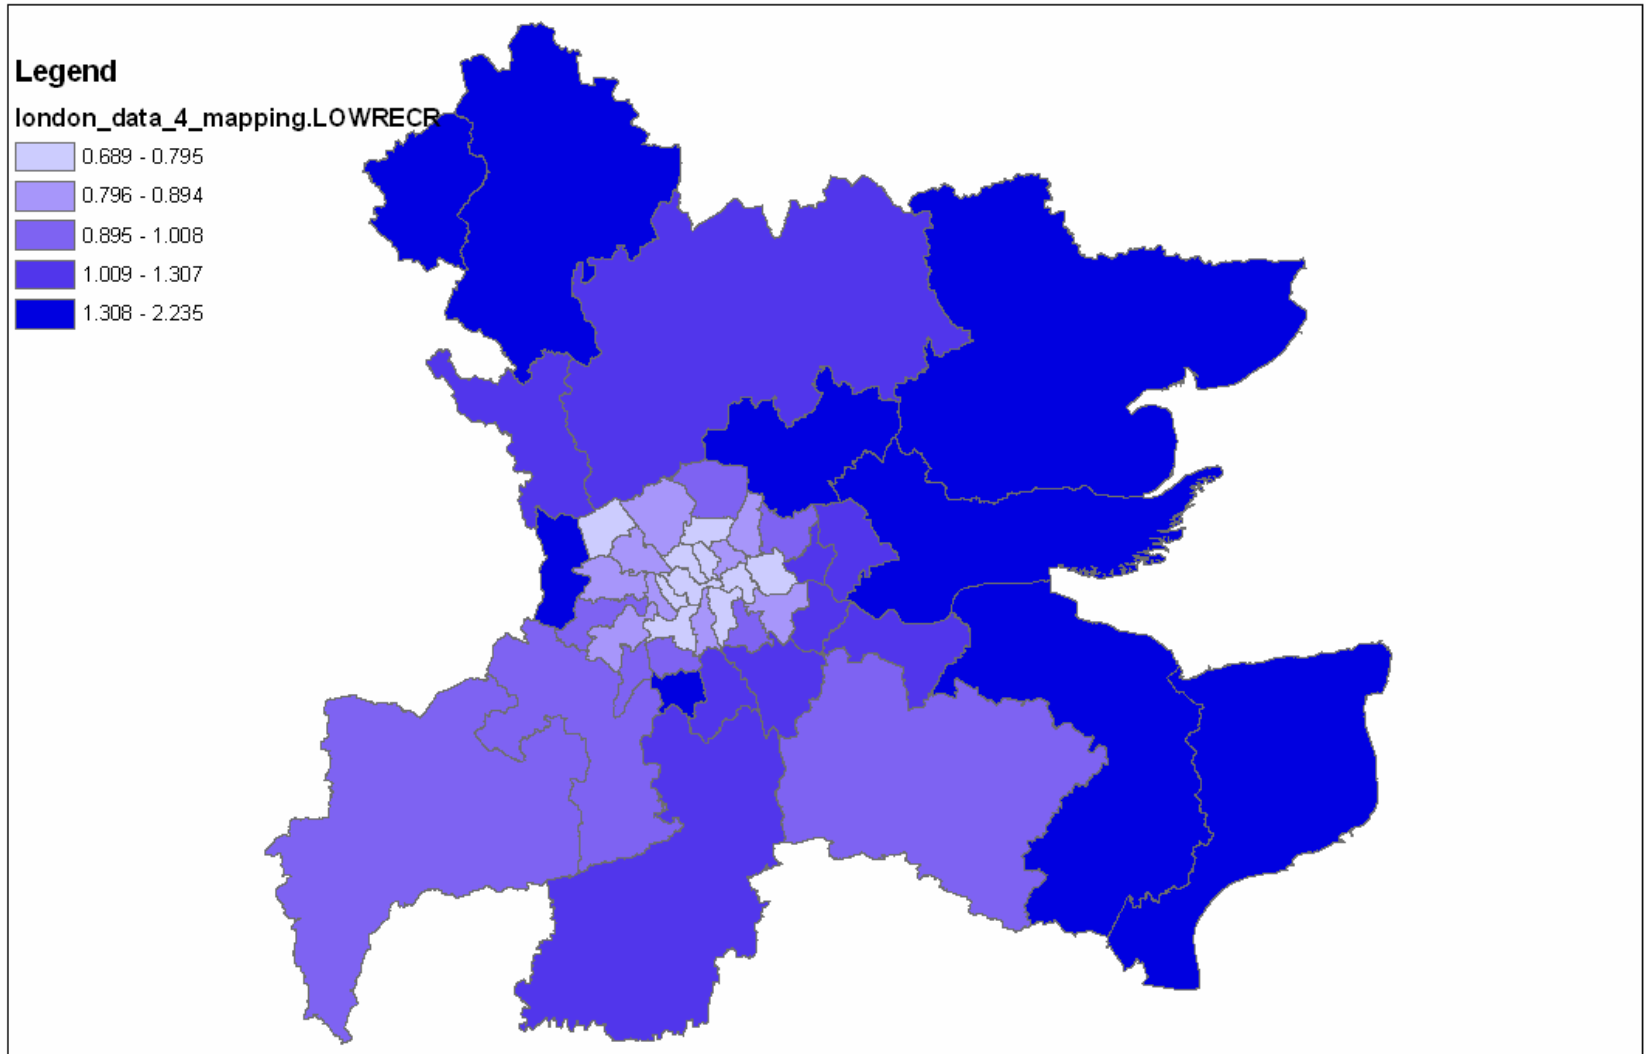 Legend
london_data_4_mapping.LOWRECR
0.689 - 0.795
0.796 - 0.894
0.895 - 1.008
1.009 - 1.307
1.308 - 2.235